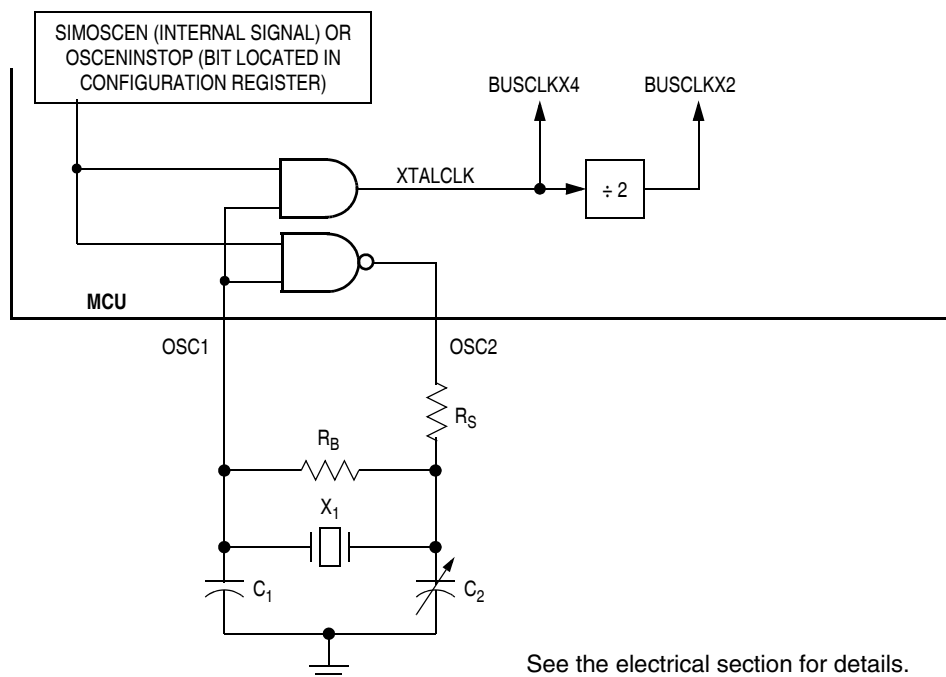 SIMOSCEN (INTERNAL SIGNAL) OR
OSCENINSTOP (BIT LOCATED IN
CONFIGURATION REGISTER)
BUSCLKX4
BUSCLKX2
XTALCLK
÷ 2
MCU
OSC1
OSC2
RS
RB
X1
C1
C2
See the electrical section for details.